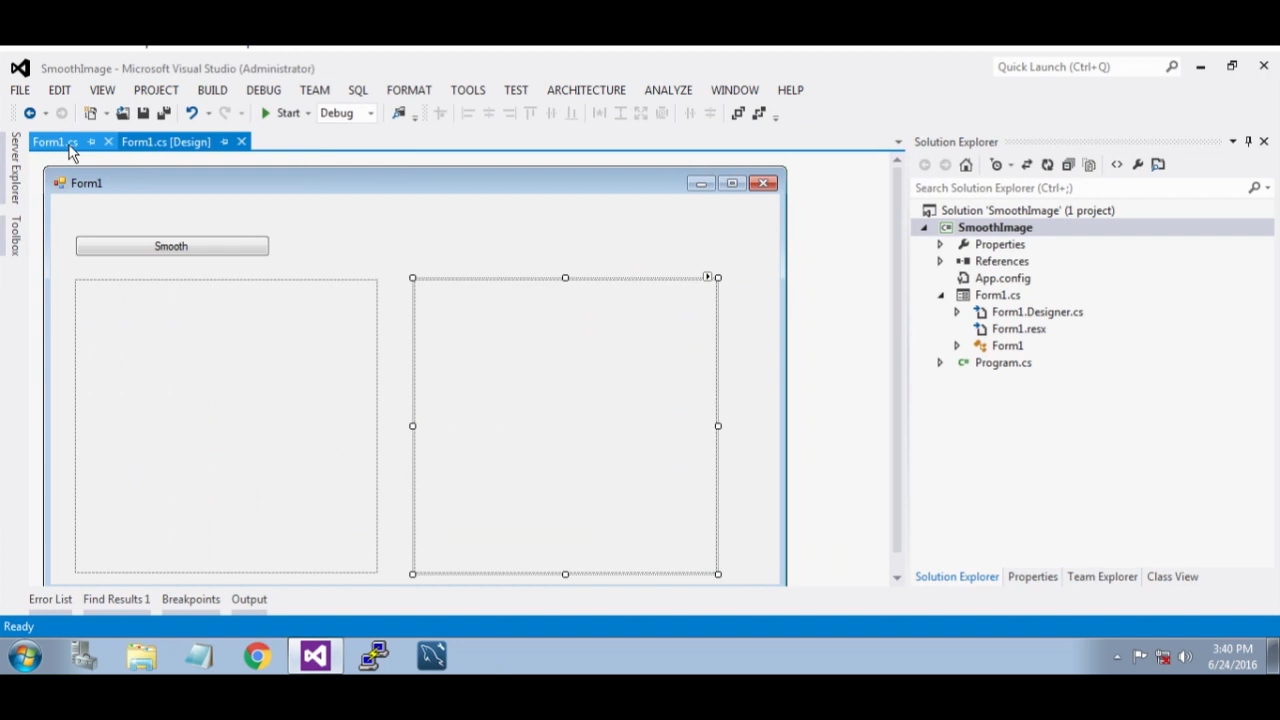 SmoothImage - Microsoft Visual Studio (Administrator)
Quick Launch (Ctrl+Q)
FILE EDIT VIEW PROJECT BUILD DEBUG TEAM SQL FORMAT TOOLS TEST ARCHITECTURE ANALYZE WINDOW HELP
Start Debug
Form1.cs Form1.cs [Design]
Server Explorer
Toolbox
Form1
Smooth
Solution Explorer
Search Solution Explorer (Ctrl+;)
Solution 'SmoothImage' (1 project)
SmoothImage
Properties
References
App.config
Form1.cs
Form1.Designer.cs
Form1.resx
Form1
Program.cs
Solution Explorer Properties Team Explorer Class View
Error List Find Results 1 Breakpoints Output
Ready
3:40 PM
6/24/2016